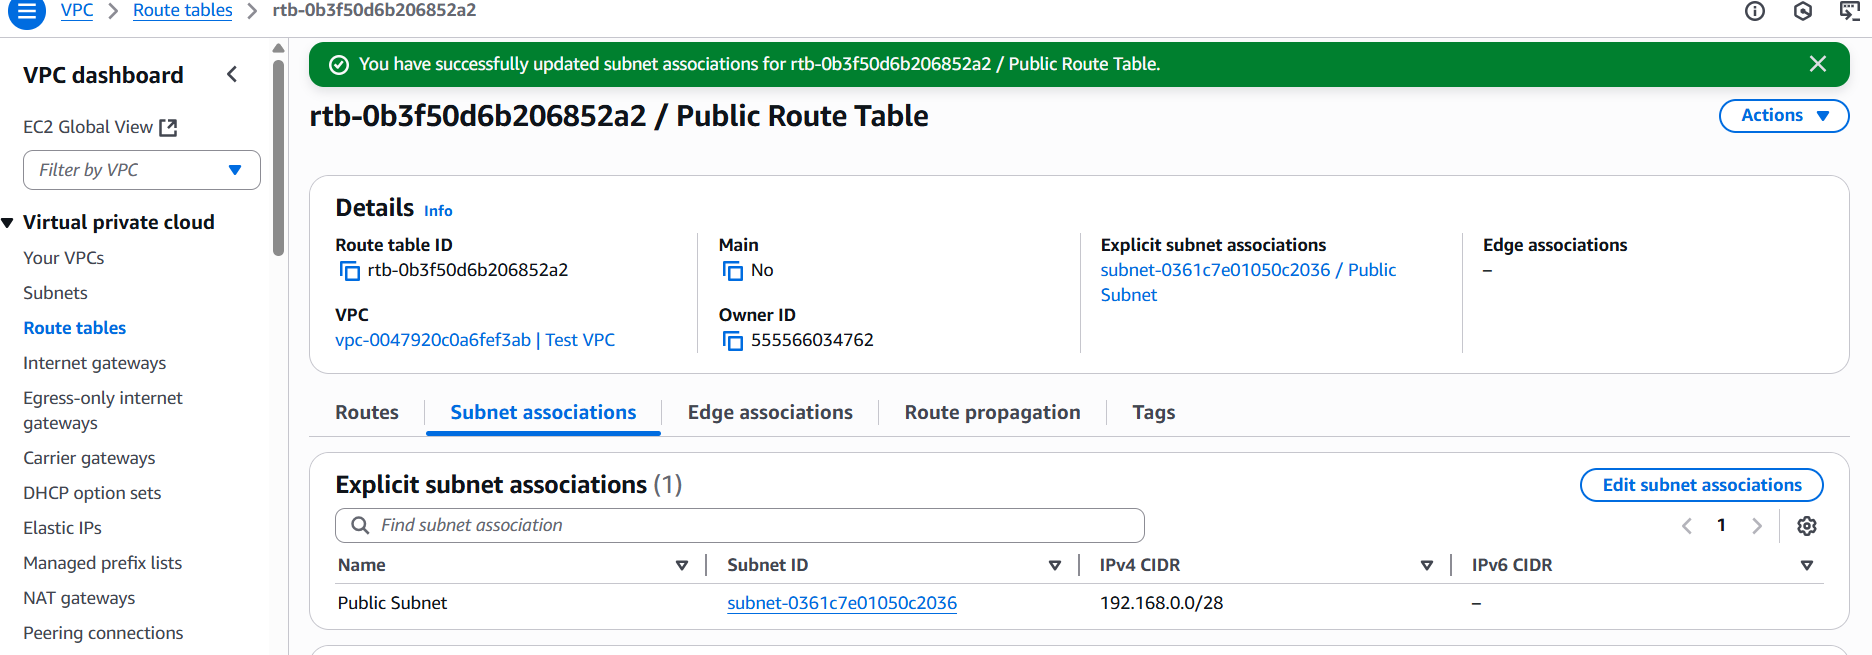 VPC > Route tables > rtb-0b3f50d6b206852a2
VPC dashboard
EC2 Global View
Filter by VPC
Virtual private cloud
Your VPCs
Subnets
Route tables
Internet gateways
Egress-only internet
gateways
Carrier gateways
DHCP option sets
Elastic IPs
Managed prefix lists
NAT gateways
Peering connections
You have successfully updated subnet associations for rtb-0b3f50d6b206852a2 / Public Route Table.
rtb-0b3f50d6b206852a2 / Public Route Table
Actions
Details Info
Route table ID
rtb-0b3f50d6b206852a2
Main
No
Explicit subnet associations
subnet-0361c7e01050c2036 / Public
Subnet
Edge associations
–
VPC
vpc-0047920c0a6fef3ab | Test VPC
Owner ID
555566034762
Routes Subnet associations Edge associations Route propagation Tags
Explicit subnet associations (1)
Edit subnet associations
Find subnet association
1
Name Subnet ID IPv4 CIDR IPv6 CIDR
Public Subnet subnet-0361c7e01050c2036 192.168.0.0/28 –